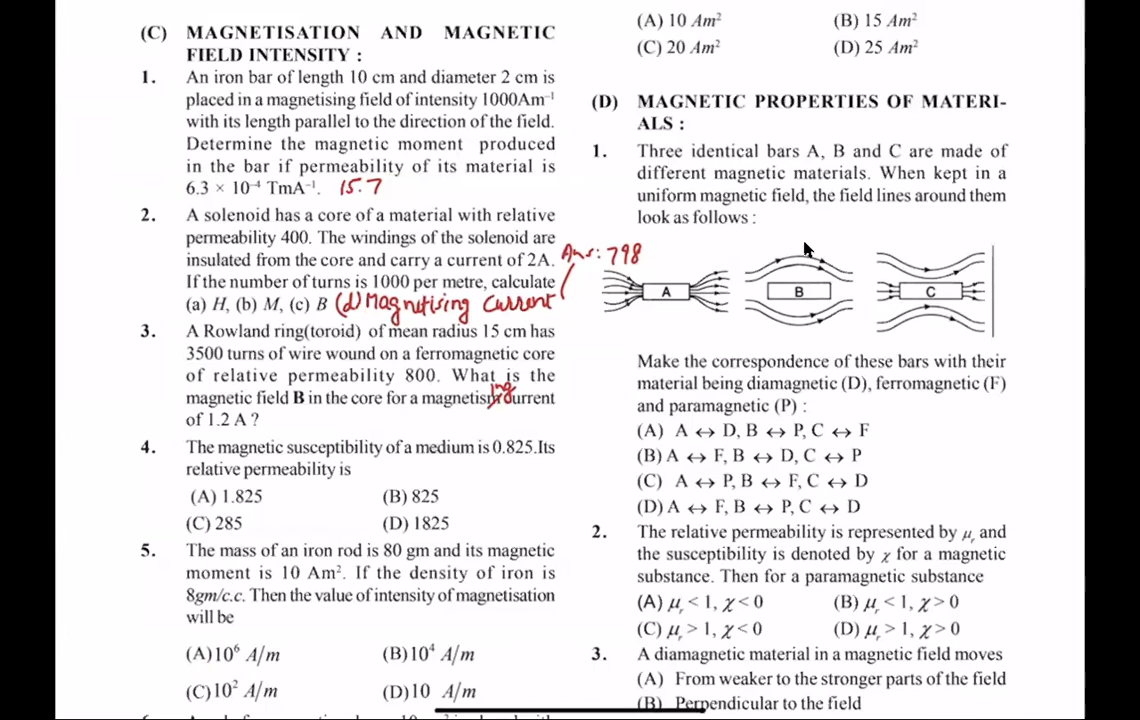 (C) MAGNETISATION AND MAGNETIC
FIELD INTENSITY :
1. An iron bar of length 10 cm and diameter 2 cm is
placed in a magnetising field of intensity 1000Am⁻¹
with its length parallel to the direction of the field.
Determine the magnetic moment produced
in the bar if permeability of its material is
6.3 × 10⁻⁴ TmA⁻¹. 15.7
2. A solenoid has a core of a material with relative
permeability 400. The windings of the solenoid are
insulated from the core and carry a current of 2A.
If the number of turns is 1000 per metre, calculate
(a) H, (b) M, (c) B (d) Magnetising current
Ans: 798
3. A Rowland ring(toroid) of mean radius 15 cm has
3500 turns of wire wound on a ferromagnetic core
of relative permeability 800. What is the
magnetic field B in the core for a magnetising current
of 1.2 A ?
4. The magnetic susceptibility of a medium is 0.825.Its
relative permeability is
(A) 1.825 (B) 825
(C) 285 (D) 1825
5. The mass of an iron rod is 80 gm and its magnetic
moment is 10 Am². If the density of iron is
8gm/c.c. Then the value of intensity of magnetisation
will be
(A)10⁶ A/m (B)10⁴ A/m
(C)10² A/m (D)10 A/m
(A) 10 Am² (B) 15 Am²
(C) 20 Am² (D) 25 Am²
(D) MAGNETIC PROPERTIES OF MATERI-
ALS :
1. Three identical bars A, B and C are made of
different magnetic materials. When kept in a
uniform magnetic field, the field lines around them
look as follows :
A B C
Make the correspondence of these bars with their
material being diamagnetic (D), ferromagnetic (F)
and paramagnetic (P) :
(A) A ↔ D, B ↔ P, C ↔ F
(B) A ↔ F, B ↔ D, C ↔ P
(C) A ↔ P, B ↔ F, C ↔ D
(D) A ↔ F, B ↔ P, C ↔ D
2. The relative permeability is represented by μᵣ and
the susceptibility is denoted by χ for a magnetic
substance. Then for a paramagnetic substance
(A) μᵣ < 1, χ < 0 (B) μᵣ < 1, χ > 0
(C) μᵣ > 1, χ < 0 (D) μᵣ > 1, χ > 0
3. A diamagnetic material in a magnetic field moves
(A) From weaker to the stronger parts of the field
(B) Perpendicular to the field